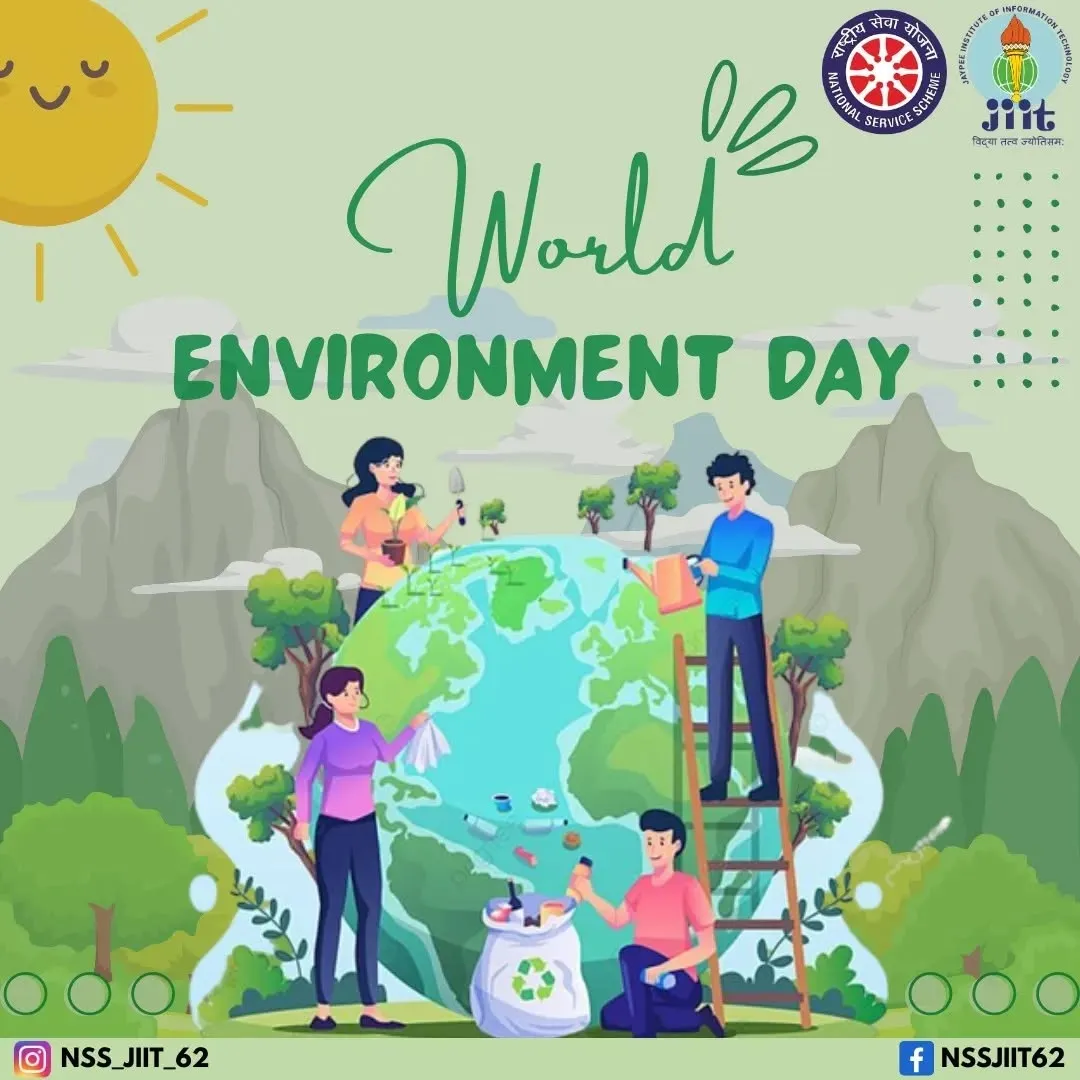 राष्ट्रीय सेवा योजना
NATIONAL SERVICE SCHEME
JAYPEE INSTITUTE OF INFORMATION TECHNOLOGY
jiit
विद्या तत्व ज्योतिसमः
World
ENVIRONMENT DAY
NSS_JIIT_62
NSSJIIT62